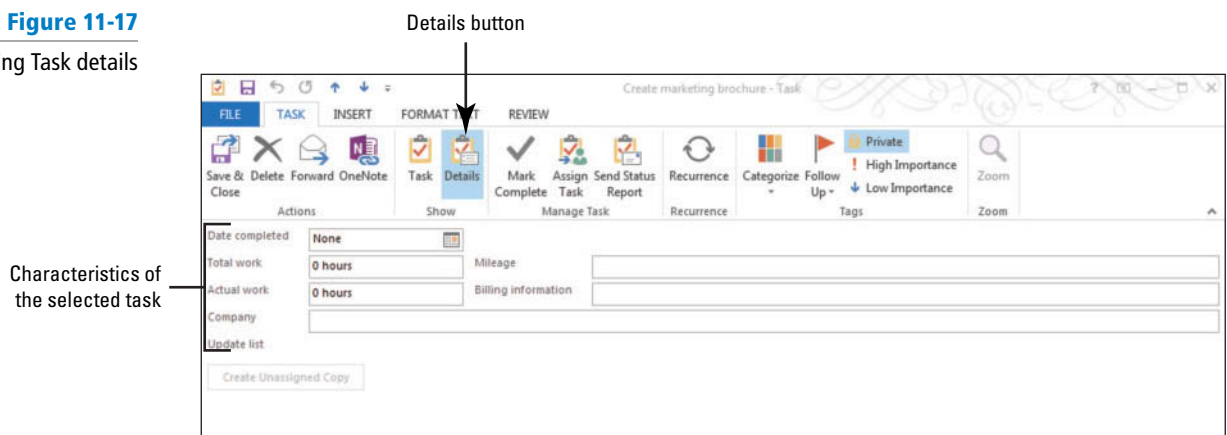 Figure 11-17
Details button
ng Task details
Create marketing brochure - Task
FILE TASK INSERT FORMAT TEXT REVIEW
Save & Close Delete Forward OneNote Task Details Mark Complete Assign Task Send Status Report Recurrence Categorize Follow Up Private
High Importance
Low Importance
Zoom
Actions Show Manage Task Recurrence Tags Zoom
Date completed None
Total work 0 hours Mileage
Actual work 0 hours Billing information
Company
Update list
Create Unassigned Copy
Characteristics of
the selected task